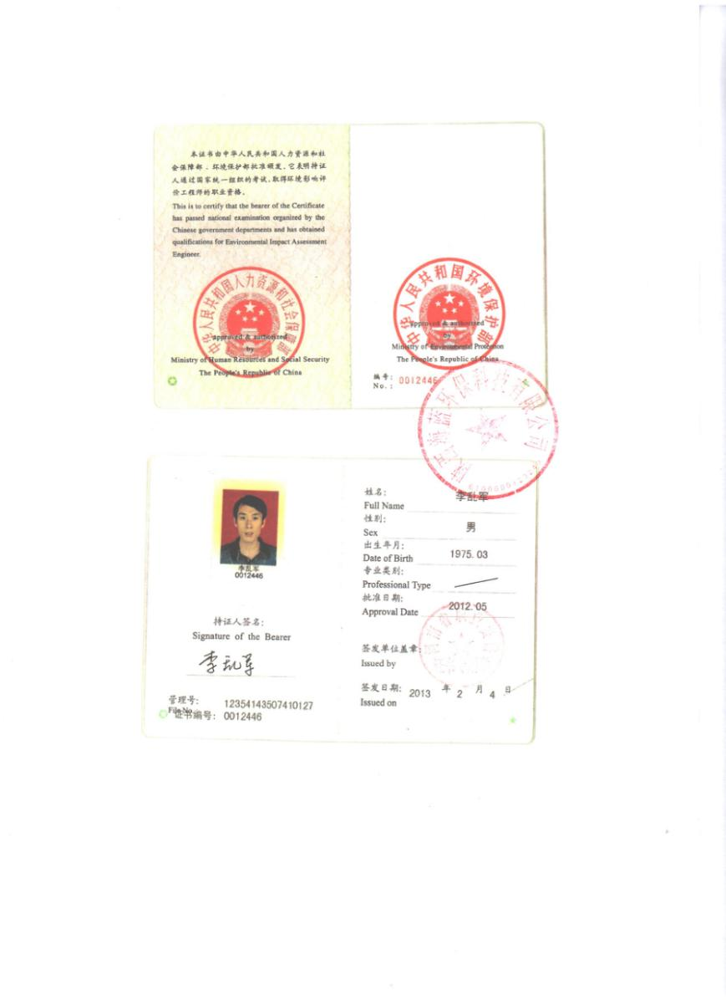 本证书由中华人民共和国人力资源和社
会保障部、环境保护部批准颁发。它表明持证
人通过国家统一组织的考试,取得环境影响评
价工程师的职业资格。
This is to certify that the bearer of the Certificate
has passed national examination organized by the
Chinese government departments and has obtained
qualifications for Environmental Impact Assessment
Engineer.
中华人民共和国人力资源和社会保障部
approved & authorized
by
Ministry of Human Resources and Social Security
The People's Republic of China
中华人民共和国环境保护部
approved & authorized
by
Ministry of Environmental Protection
The People's Republic of China
编号:
No.:
0012446
陕西海蓝环保科技有限公司
李乱军
0012446
持证人签名:
Signature of the Bearer
李乱军
管理号: 12354143507410127
File No.
证书编号: 0012446
姓名: 李乱军
Full Name
性别: 男
Sex
出生年月: 1975.03
Date of Birth
专业类别:
Professional Type
批准日期: 2012.05
Approval Date
签发单位盖章:
Issued by
签发日期: 2013 年 2 月 4 日
Issued on